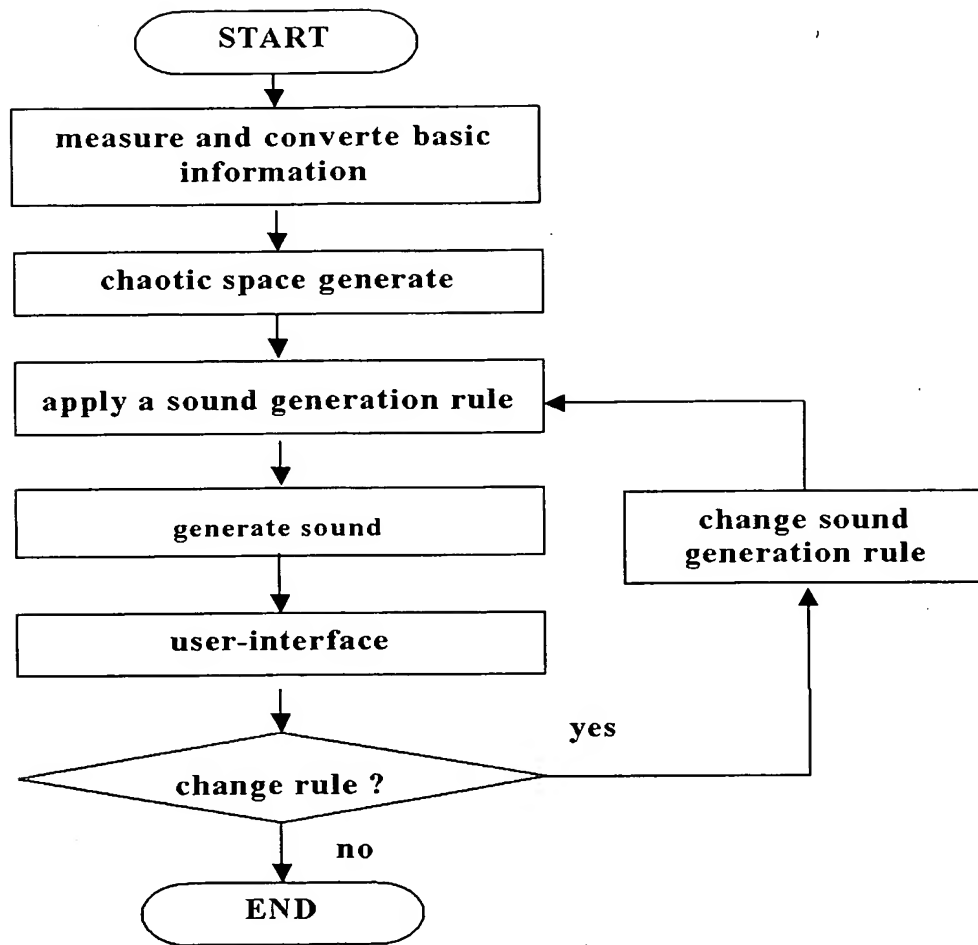 START
measure and converte basic
information
chaotic space generate
apply a sound generation rule
generate sound
change sound
generation rule
user-interface
yes
change rule ?
no
END